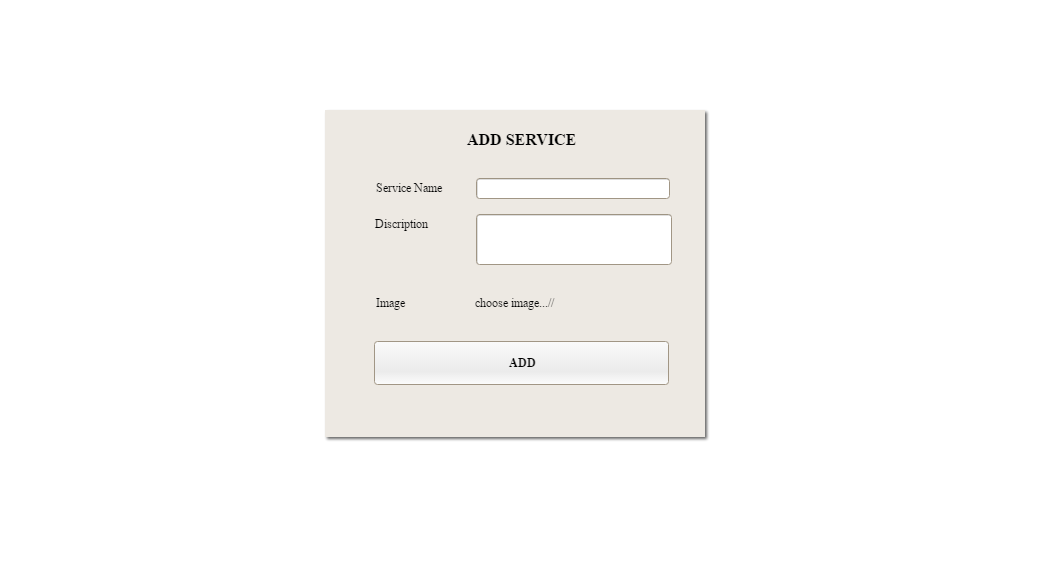 ADD SERVICE
Service Name
Discription
Image choose image...//
ADD